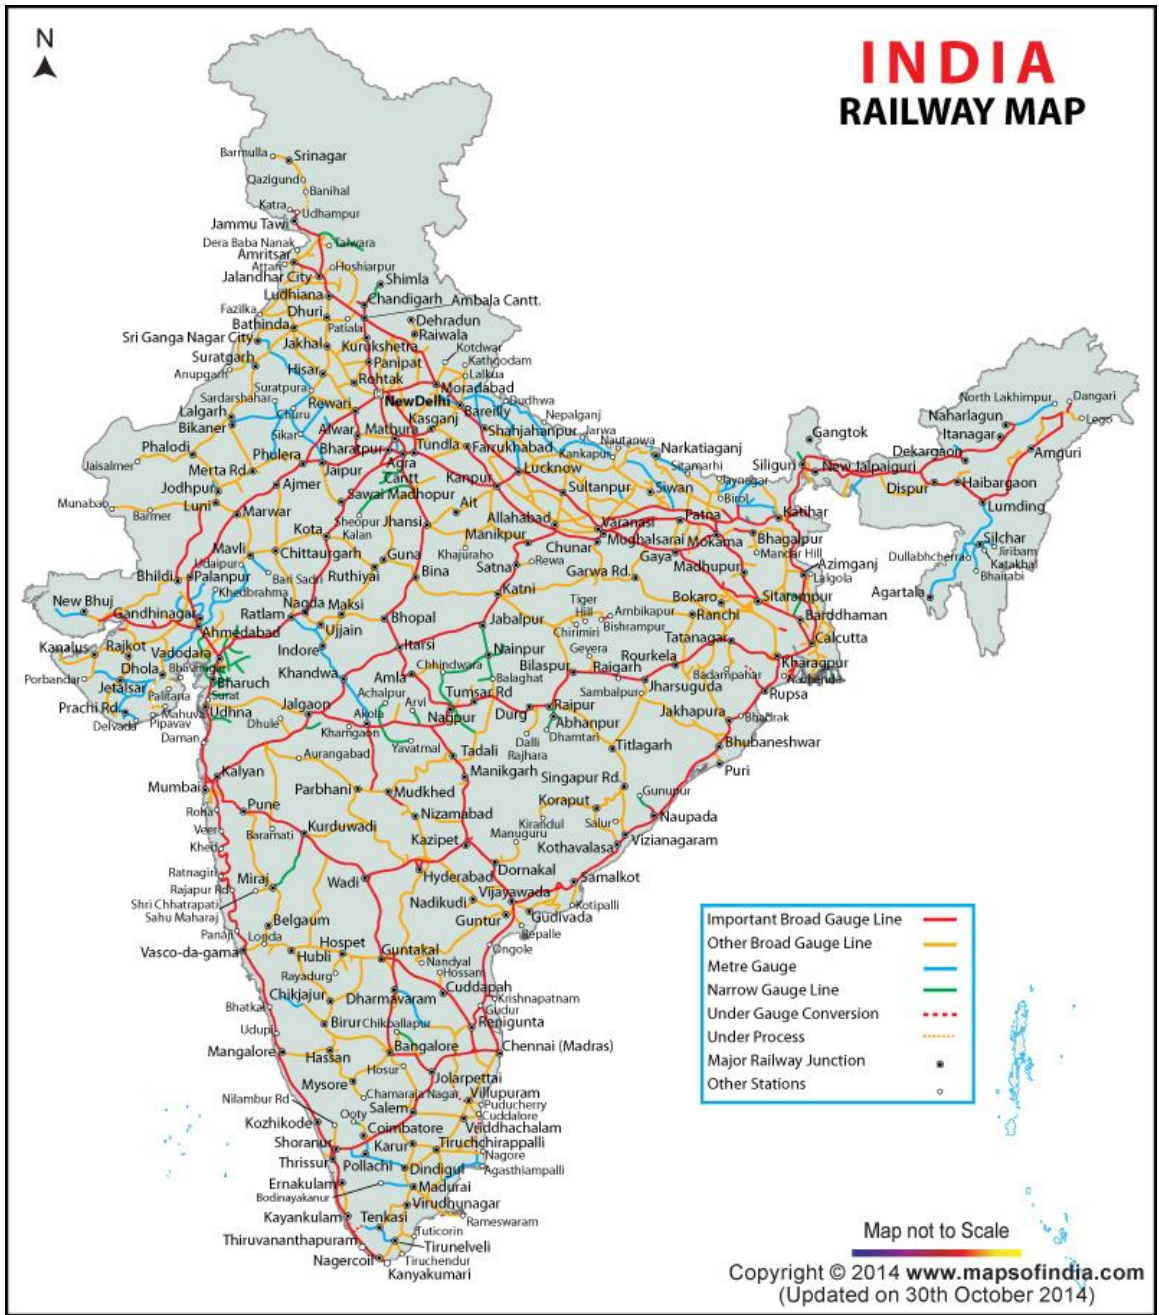 N
INDIA
RAILWAY MAP
Barmulla
Srinagar
Qazigund
Banihal
Katra
Udhampur
Jammu Tawi
Dera Baba Nanak
Talwara
Amritsar
Attari
Hoshiarpur
Jalandhar City
Shimla
Ludhiana
Chandigarh
Ambala Cantt.
Fazilka
Dhuri
Bathinda
Patiala
Dehradun
Raiwala
Sri Ganga Nagar City
Jakhal
Kurukshetra
Kotdwar
Suratgarh
Panipat
Kathgodam
Anupgarh
Hisar
Rohtak
Lalkua
Suratpura
Moradabad
Sardarshahar
Rewari
NewDelhi
Dudhwa
Lalgarh
Churu
Bareilly
Bikaner
Kasganj
Nepalganj
Alwar
Mathura
Shahjahanpur
Jarwa
Sikar
Nautanwa
Phalodi
Phulera
Bharatpur
Tundla
Farrukhabad
Kankapur
Narkatiaganj
Jaisalmer
Merta Rd.
Jaipur
Agra
Cantt
Lucknow
Sitamarhi
Jodhpur
Ajmer
Kanpur
Jaynagar
Munabao
Luni
Sawai Madhopur
Sultanpur
Siwan
Birol
Barmer
Marwar
Ait
Kota
Sheopur
Kalan
Jhansi
Allahabad
Varanasi
Patna
Katihar
Manikpur
Mughalsarai
Mokama
Bhagalpur
Mavli
Chittaurgarh
Guna
Khajuraho
Chunar
Gaya
Mandar Hill
Udaipur
Satna
Rewa
Madhupur
Azimganj
Bhildi
Palanpur
Bari Sadri
Ruthiyai
Bina
Garwa Rd.
Lalgola
Khedbrahma
Katni
Bokaro
Sitarampur
New Bhuj
Nagda
Maksi
Tiger
Hill
Ambikapur
Ranchi
Barddhaman
Gandhinagar
Ratlam
Bhopal
Jabalpur
Chirimiri
Bishrampur
Ahmedabad
Ujjain
Tatanagar
Calcutta
Kanalus
Rajkot
Vadodara
Indore
Itarsi
Nainpur
Gevera
Rourkela
Kharagpur
Dhola
Bhavnagar
Khandwa
Chhindwara
Bilaspur
Raigarh
Badampahar
Porbandar
Jetalsar
Bharuch
Amla
Balaghat
Jharsuguda
Palitana
Surat
Achalpur
Tumsar Rd
Sambalpur
Rupsa
Prachi Rd.
Mahuva
Udhna
Jalgaon
Arvi
Raipur
Jakhapura
Delvada
Pipavav
Dhule
Akola
Nagpur
Durg
Abhanpur
Bhadrak
Daman
Khamgaon
Dalli
Rajhara
Dhamtari
Aurangabad
Yavatmal
Tadali
Titlagarh
Bhubaneshwar
Kalyan
Manikgarh
Puri
Mumbai
Parbhani
Mudkhed
Singapur Rd.
Gunupur
Pune
Koraput
Roha
Nizamabad
Kirandul
Salur
Naupada
Veer
Baramati
Kurduwadi
Manuguru
Khed
Kazipet
Kothavalasa
Vizianagaram
Ratnagiri
Miraj
Dornakal
Rajapur Rd.
Wadi
Hyderabad
Samalkot
Shri Chhatrapati
Sahu Maharaj
Vijayawada
Nadikudi
Kotipalli
Belgaum
Guntur
Gudivada
Panaji
Londa
Repalle
Vasco-da-gama
Hospet
Guntakal
Ongole
Hubli
Nandyal
Rayadurg
Hossam
Chikjajur
Dharmavaram
Cuddapah
Krishnapatnam
Bhatkal
Gudur
Birur
Chikballapur
Renigunta
Udupi
Mangalore
Hassan
Bangalore
Chennai (Madras)
Hosur
Jolarpettai
Mysore
Chamaraja Nagar
Villupuram
Nilambur Rd
Puducherry
Ooty
Salem
Cuddalore
Kozhikode
Coimbatore
Vriddhachalam
Shoranur
Karur
Tiruchchirappalli
Thrissur
Nagore
Pollachi
Dindigul
Agasthiampalli
Ernakulam
Bodinayakanur
Madurai
Virudhunagar
Kayankulam
Tenkasi
Rameswaram
Thiruvananthapuram
Tuticorin
Tirunelveli
Nagercoil
Tiruchendur
Kanyakumari
North Lakhimpur
Dangari
Naharlagun
Lego
Gangtok
Itanagar
Dekargaon
Amguri
Siliguri
New Jalpaiguri
Dispur
Haibargaon
Lumding
Silchar
Dullabhcherra
Jiribam
Katakhal
Bhairabi
Agartala
Important Broad Gauge Line
Other Broad Gauge Line
Metre Gauge
Narrow Gauge Line
Under Gauge Conversion
Under Process
Major Railway Junction
Other Stations
Map not to Scale
Copyright © 2014 www.mapsofindia.com
(Updated on 30th October 2014)